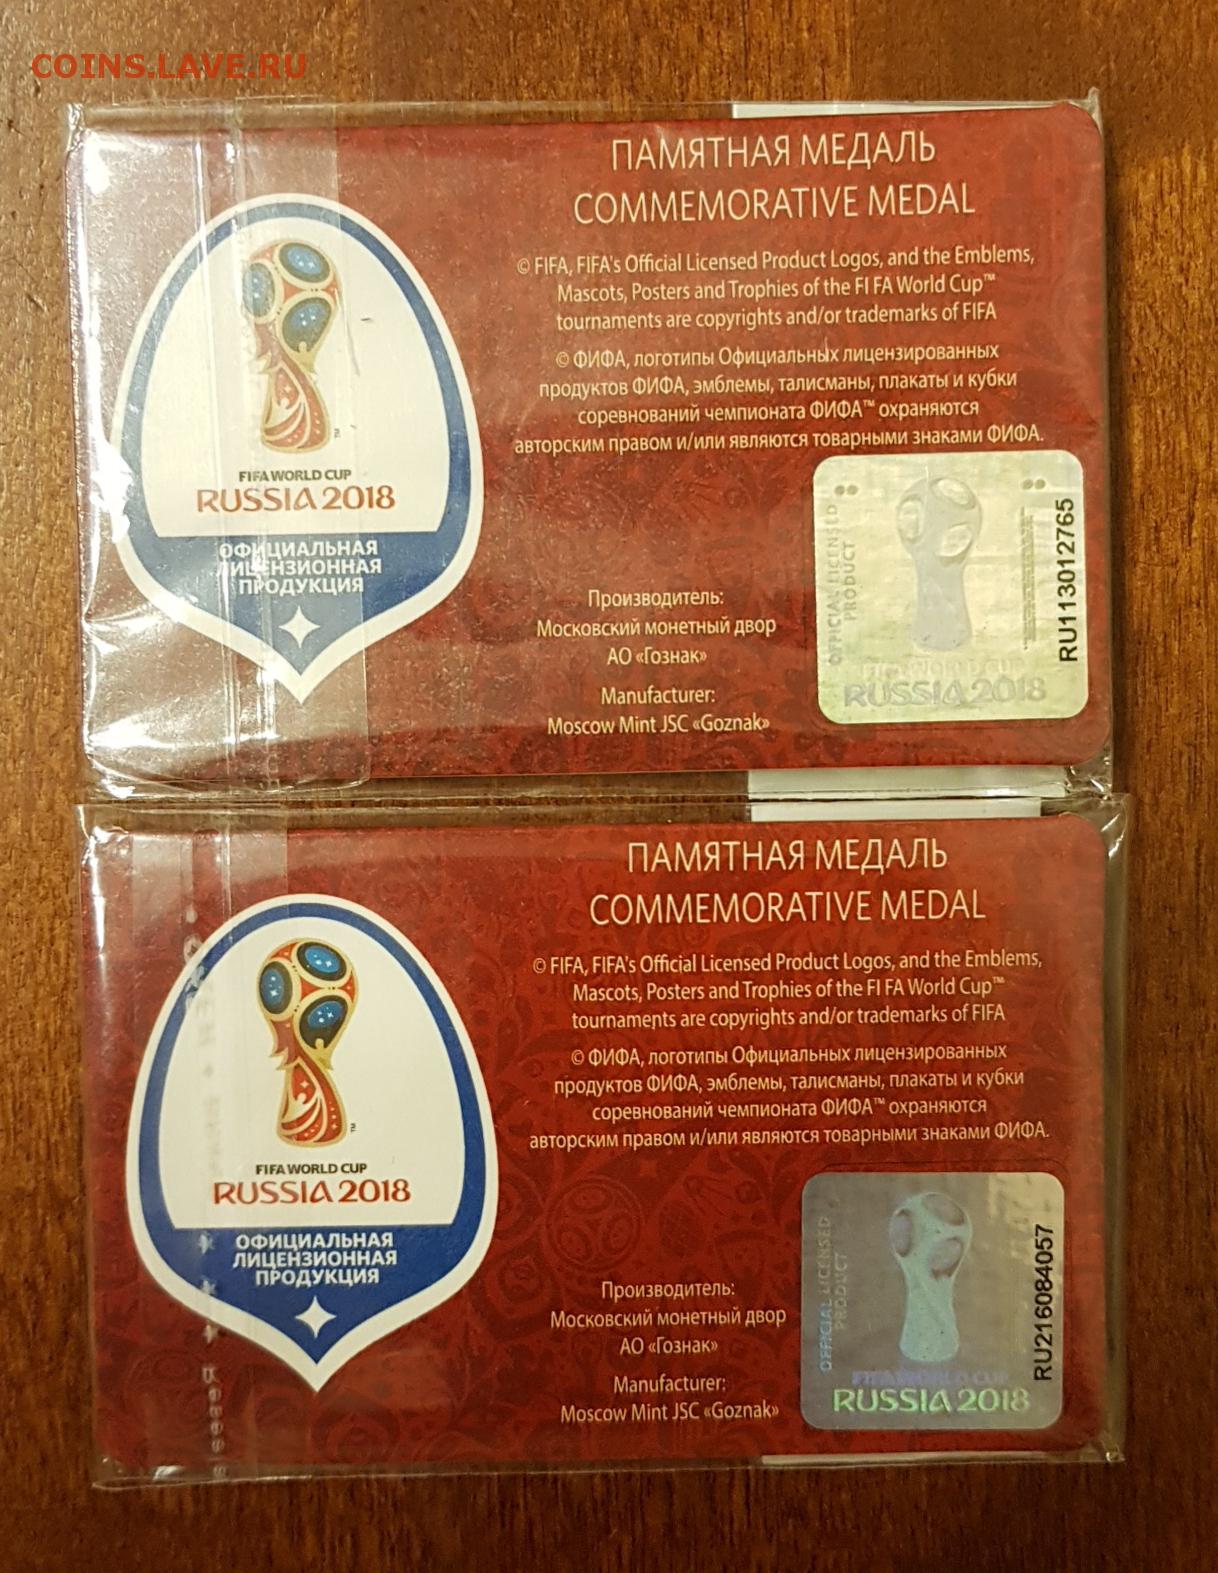 COINS.LAVE.RU
ПАМЯТНАЯ МЕДАЛЬ
COMMEMORATIVE MEDAL
© FIFA, FIFA's Official Licensed Product Logos, and the Emblems,
Mascots, Posters and Trophies of the FI FA World Cup™
tournaments are copyrights and/or trademarks of FIFA
© ФИФА, логотипы Официальных лицензированных
продуктов ФИФА, эмблемы, талисманы, плакаты и кубки
соревнований чемпионата ФИФА™ охраняются
авторским правом и/или являются товарными знаками ФИФА.
TM
FIFA WORLD CUP
RUSSIA 2018
ОФИЦИАЛЬНАЯ
ЛИЦЕНЗИОННАЯ
ПРОДУКЦИЯ
Производитель:
Московский монетный двор
АО «Гознак»
Manufacturer:
Moscow Mint JSC «Goznak»
OFFICIAL LICENSED
PRODUCT
FIFA WORLD CUP
RUSSIA 2018
RU113012765
ПАМЯТНАЯ МЕДАЛЬ
COMMEMORATIVE MEDAL
© FIFA, FIFA's Official Licensed Product Logos, and the Emblems,
Mascots, Posters and Trophies of the FI FA World Cup™
tournaments are copyrights and/or trademarks of FIFA
© ФИФА, логотипы Официальных лицензированных
продуктов ФИФА, эмблемы, талисманы, плакаты и кубки
соревнований чемпионата ФИФА™ охраняются
авторским правом и/или являются товарными знаками ФИФА.
TM
FIFA WORLD CUP
RUSSIA 2018
ОФИЦИАЛЬНАЯ
ЛИЦЕНЗИОННАЯ
ПРОДУКЦИЯ
Производитель:
Московский монетный двор
АО «Гознак»
Manufacturer:
Moscow Mint JSC «Goznak»
OFFICIAL LICENSED
PRODUCT
FIFA WORLD CUP
RUSSIA 2018
RU216084057